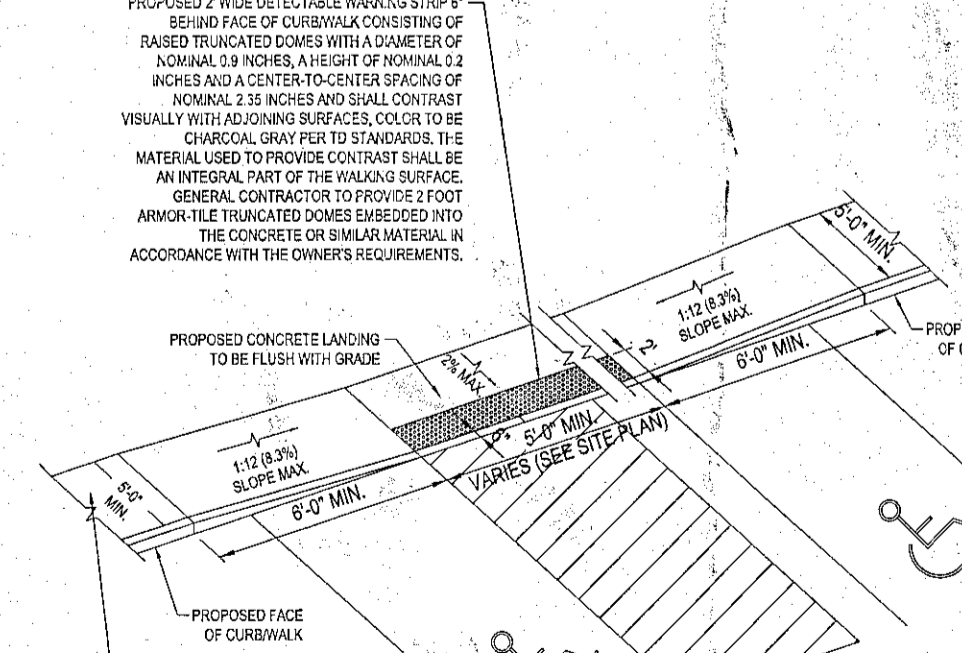 PROPOSED 2' WIDE DETECTABLE WARNING STRIP 6"
BEHIND FACE OF CURB/WALK CONSISTING OF
RAISED TRUNCATED DOMES WITH A DIAMETER OF
NOMINAL 0.9 INCHES, A HEIGHT OF NOMINAL 0.2
INCHES AND A CENTER-TO-CENTER SPACING OF
NOMINAL 2.35 INCHES AND SHALL CONTRAST
VISUALLY WITH ADJOINING SURFACES, COLOR TO BE
CHARCOAL GRAY PER TD STANDARDS. THE
MATERIAL USED TO PROVIDE CONTRAST SHALL BE
AN INTEGRAL PART OF THE WALKING SURFACE.
GENERAL CONTRACTOR TO PROVIDE 2 FOOT
ARMOR-TILE TRUNCATED DOMES EMBEDDED INTO
THE CONCRETE OR SIMILAR MATERIAL IN
ACCORDANCE WITH THE OWNER'S REQUIREMENTS.
5'-0" MIN.
1:12 (8.3%)
SLOPE MAX.
PROPOSED CONCRETE LANDING
TO BE FLUSH WITH GRADE
2% MAX.
2'
6'-0" MIN.
PROP
OF
6"
5'-0" MIN.
VARIES (SEE SITE PLAN)
1:12 (8.3%)
SLOPE MAX.
5'-0"
MIN.
6'-0" MIN.
PROPOSED FACE
OF CURB/WALK